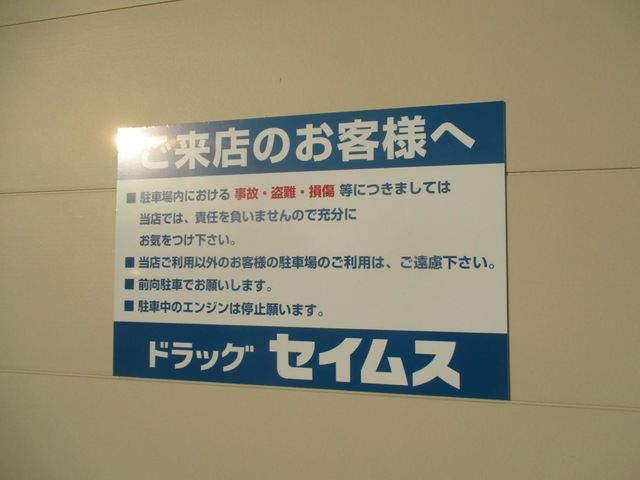 ご来店のお客様へ
■ 駐車場内における 事故・盗難・損傷 等につきましては
当店では、責任を負いませんので充分に
お気をつけ下さい。
■ 当店ご利用以外のお客様の駐車場のご利用は、ご遠慮下さい。
■ 前向駐車でお願いします。
■ 駐車中のエンジンは停止願います。
ドラッグ セイムス